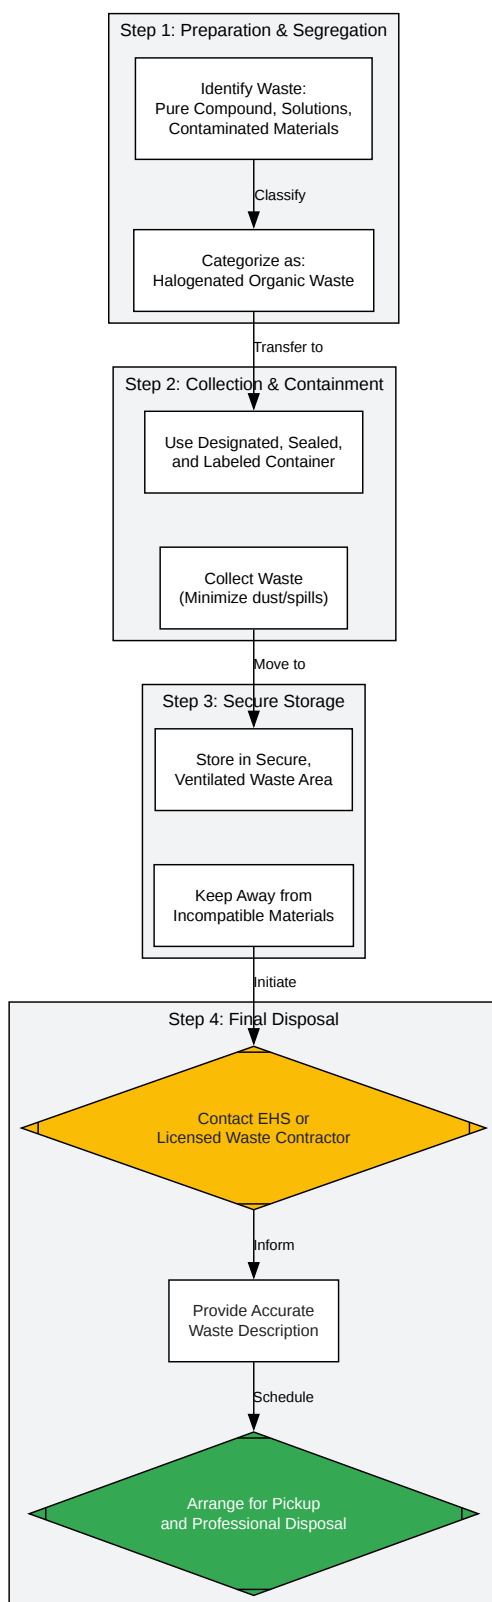 Step 1: Preparation & Segregation
Identify Waste:
Pure Compound, Solutions,
Contaminated Materials
Classify
Categorize as:
Halogenated Organic Waste
Transfer to
Step 2: Collection & Containment
Use Designated, Sealed,
and Labeled Container
Collect Waste
(Minimize dust/spills)
Move to
Step 3: Secure Storage
Store in Secure,
Ventilated Waste Area
Keep Away from
Incompatible Materials
Initiate
Step 4: Final Disposal
Contact EHS or
Licensed Waste Contractor
Inform
Provide Accurate
Waste Description
Schedule
Arrange for Pickup
and Professional Disposal